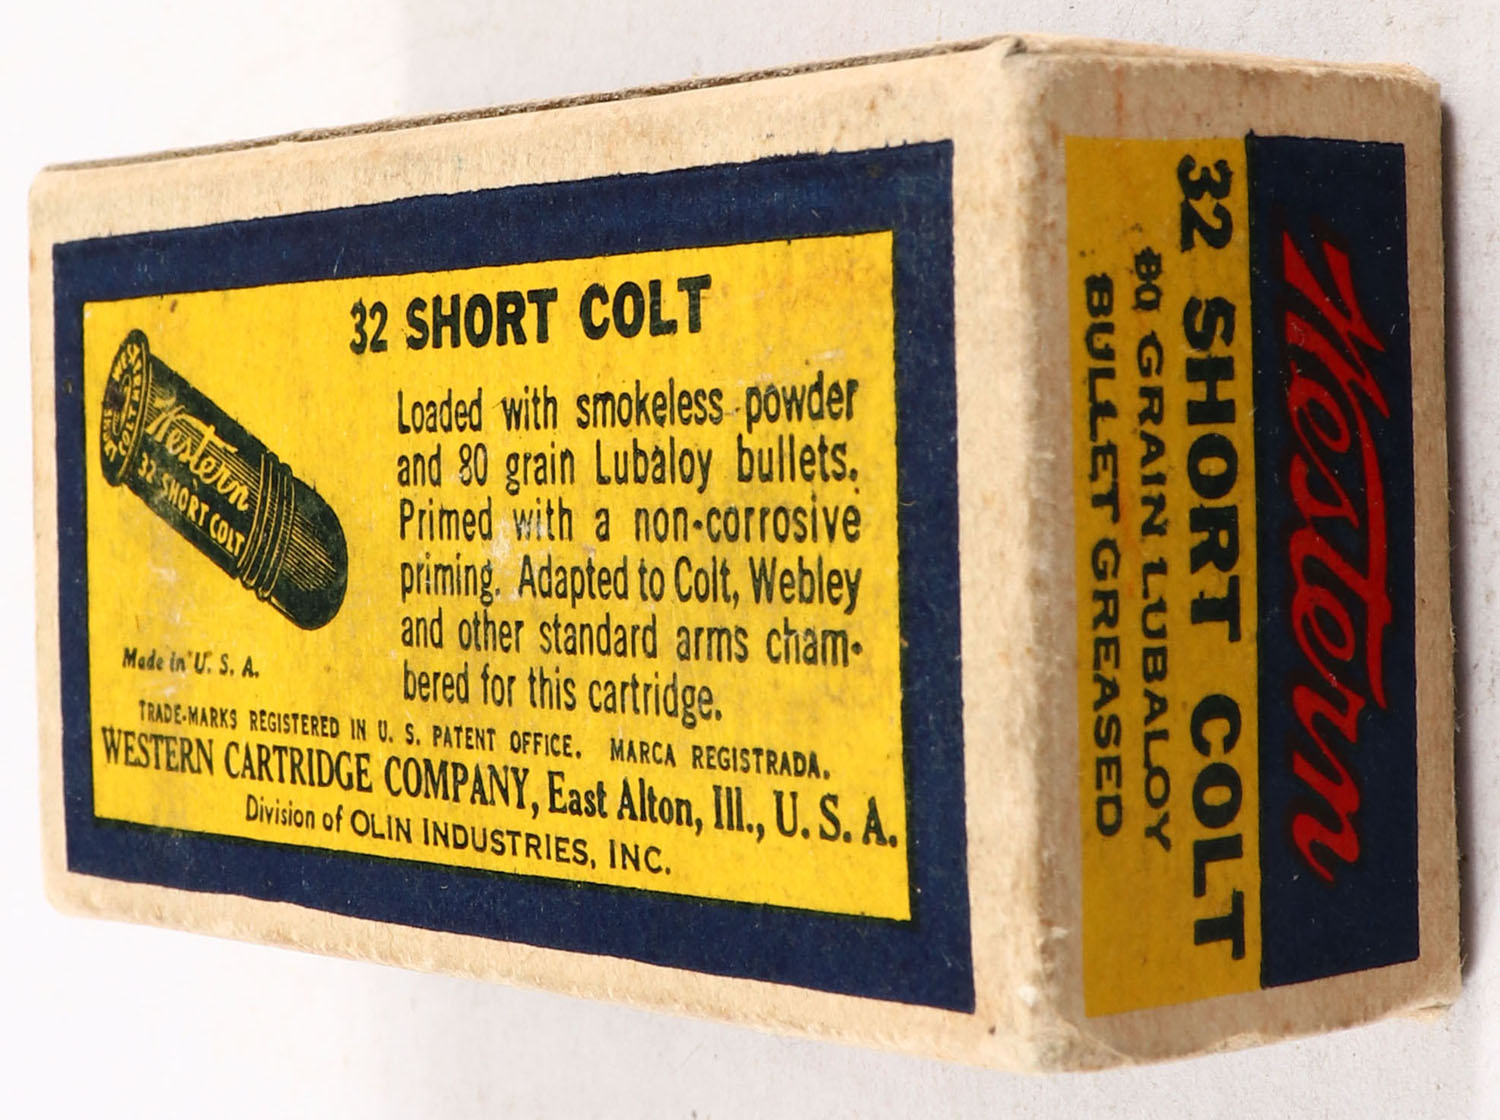 32 SHORT COLT
Western
32 SHORT COLT
Loaded with smokeless powder
and 80 grain Lubaloy bullets.
Primed with a non-corrosive
priming. Adapted to Colt, Webley
and other standard arms cham-
bered for this cartridge.
Made in U. S. A.
TRADE-MARKS REGISTERED IN U. S. PATENT OFFICE. MARCA REGISTRADA.
WESTERN CARTRIDGE COMPANY, East Alton, Ill., U. S. A.
Division of OLIN INDUSTRIES, INC.
Western
32 SHORT COLT
80 GRAIN LUBALOY
BULLET GREASED